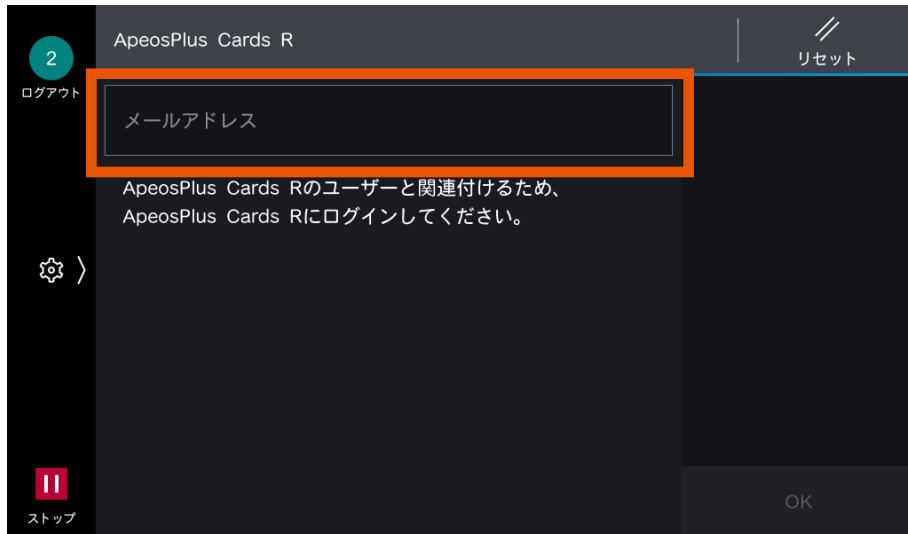 ApeosPlus Cards R
リセット
2
ログアウト
メールアドレス
ApeosPlus Cards Rのユーザーと関連付けるため、
ApeosPlus Cards Rにログインしてください。
ストップ
OK